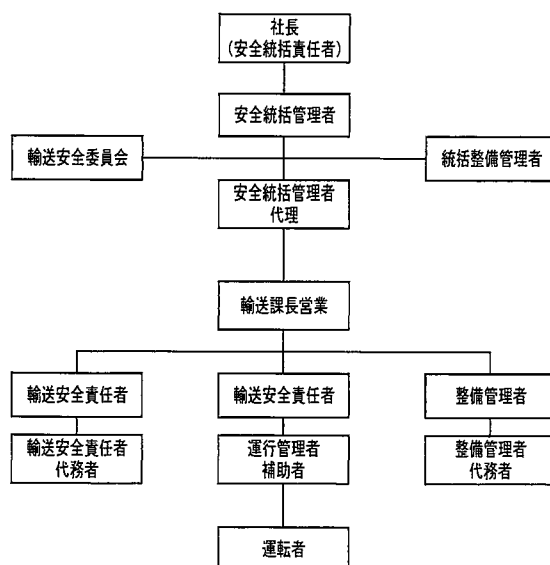 社長
(安全統括責任者)
安全統括管理者
輸送安全委員会
統括整備管理者
安全統括管理者
代理
輸送課長営業
輸送安全責任者
輸送安全責任者
整備管理者
輸送安全責任者
代務者
運行管理者
補助者
整備管理者
代務者
運転者